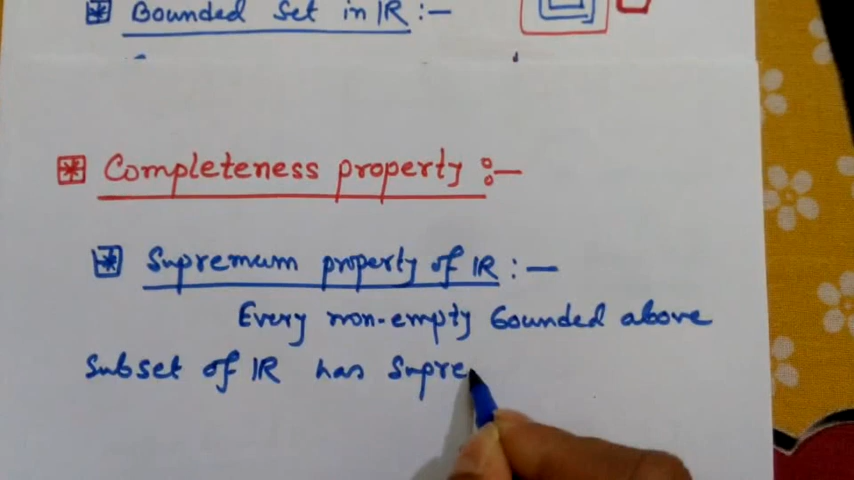 Bounded Set in IR :-
Completeness property :-
Supremum property of IR :-
Every non-empty bounded above
Subset of IR has Supre